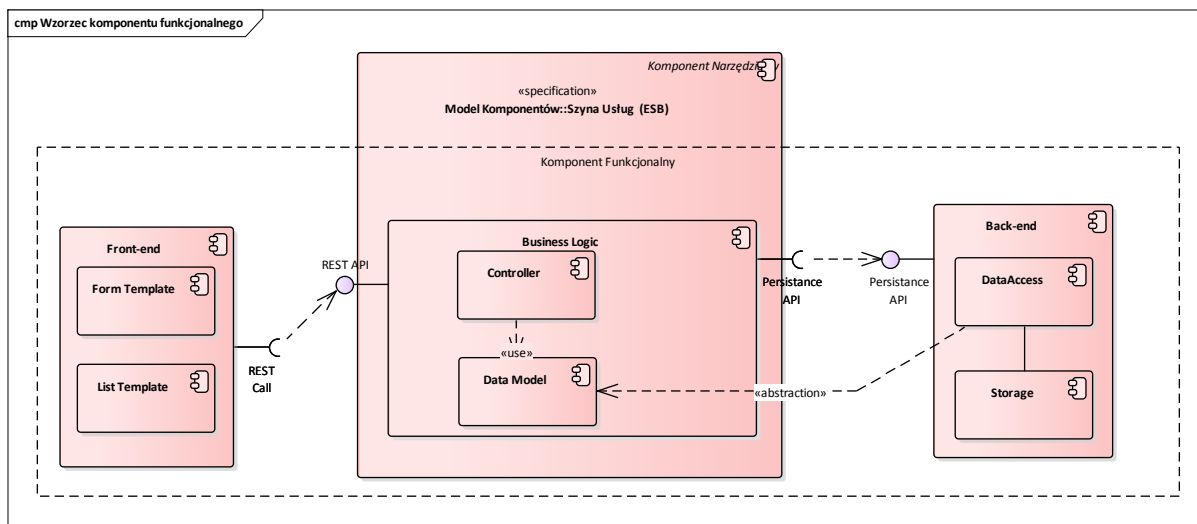 cmp Wzorzec komponentu funkcjonalnego
Komponent Narzędziowy
«specification»
Model Komponentów::Szyna Usług (ESB)
Komponent Funkcjonalny
Front-end
Form Template
List Template
REST
Call
REST API
Business Logic
Controller
«use»
Data Model
Persistance
API
Persistance
API
«abstraction»
Back-end
DataAccess
Storage